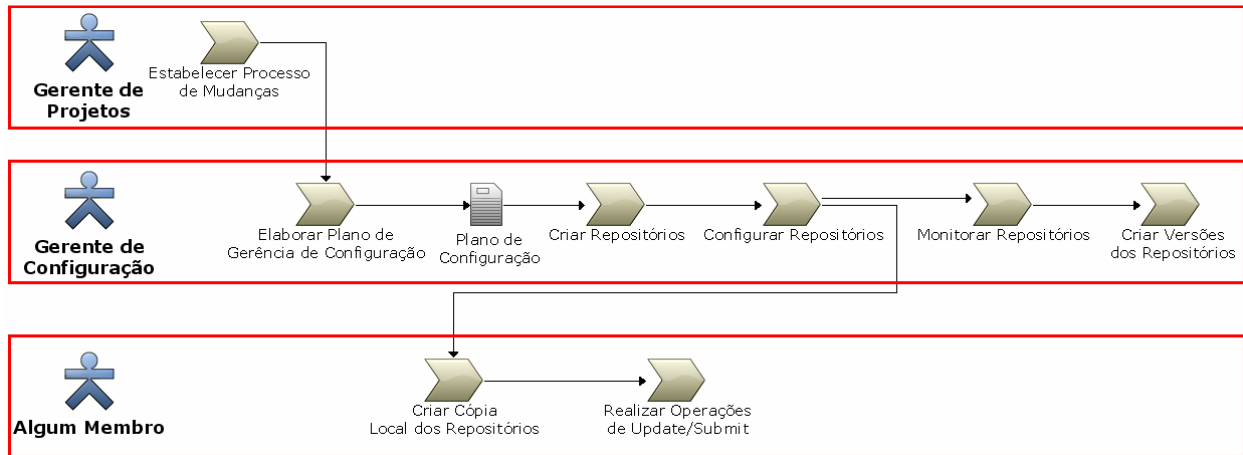 Gerente de
Projetos
Estabelecer Processo
de Mudanças
Gerente de
Configuração
Elaborar Plano de
Gerência de Configuração
Plano de
Configuração
Criar Repositórios
Configurar Repositórios
Monitorar Repositórios
Criar Versões
dos Repositórios
Algum Membro
Criar Cópia
Local dos Repositórios
Realizar Operações
de Update/Submit